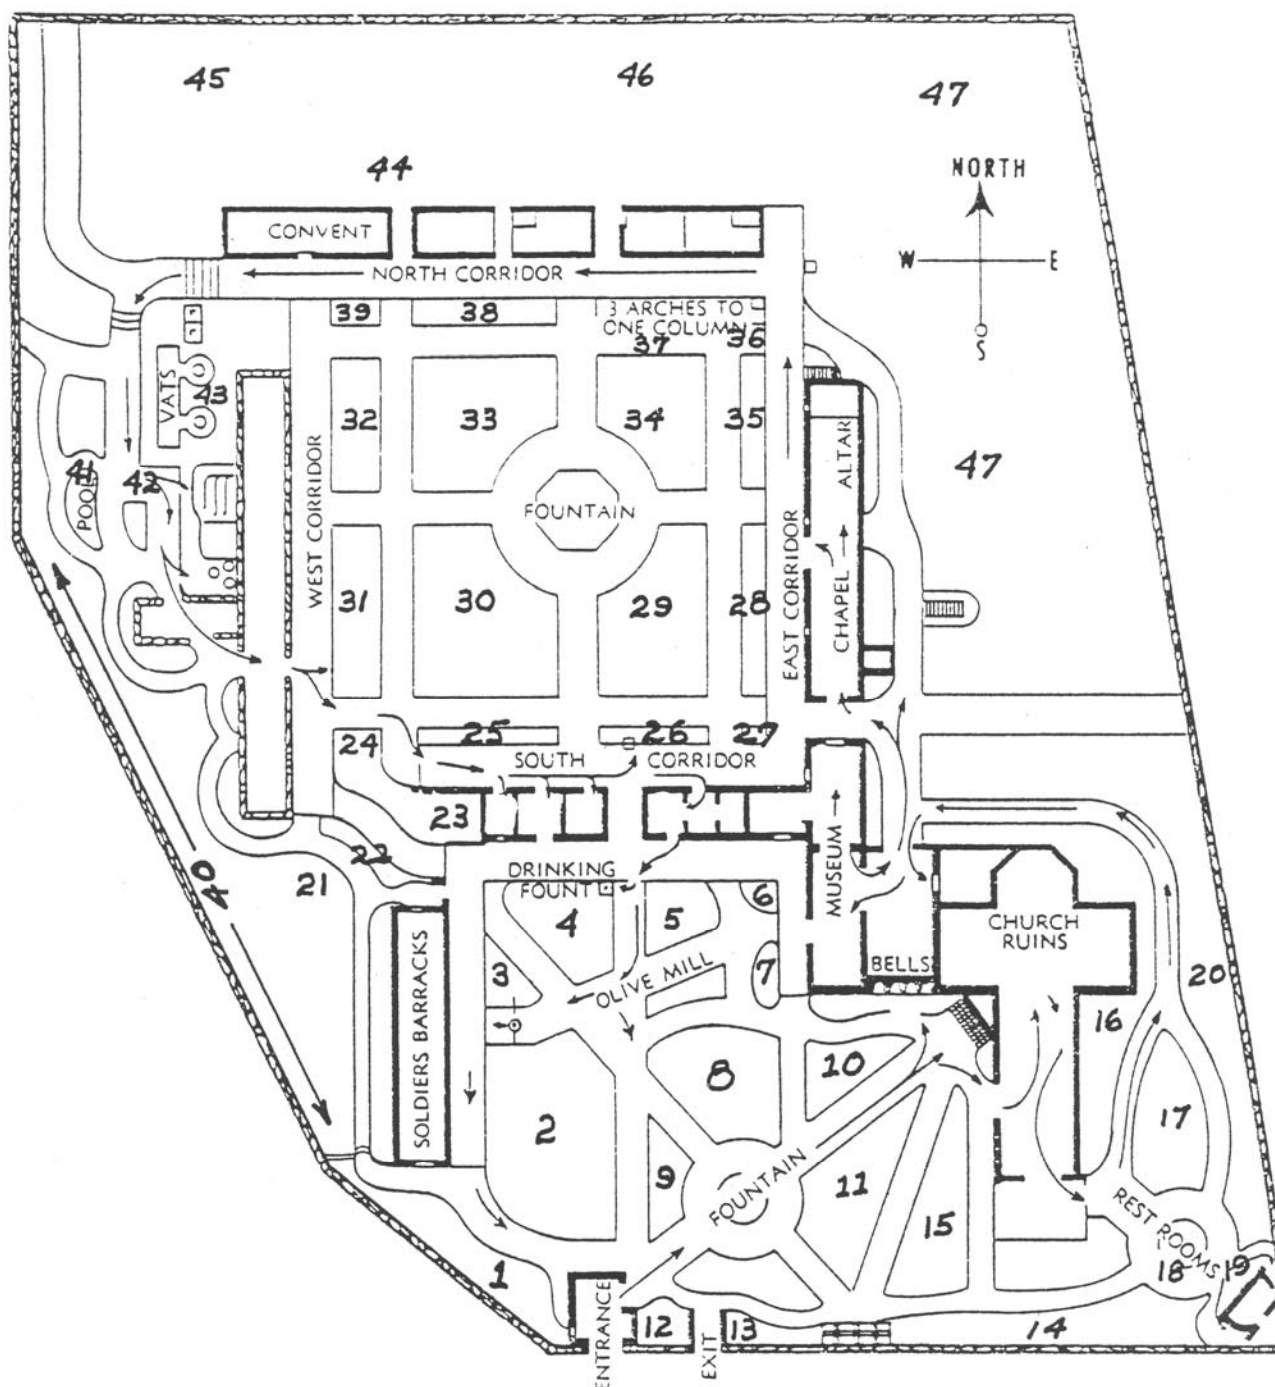 45
46
47
44
NORTH
W
E
S
CONVENT
NORTH CORRIDOR
39
38
3 ARCHES TO
ONE COLUMN
37
36
VATS
43
32
33
34
35
ALTAR
47
41
42
POOL
WEST CORRIDOR
FOUNTAIN
31
30
29
28
EAST CORRIDOR
CHAPEL
24
25
26
27
SOUTH CORRIDOR
23
22
21
40
DRINKING
FOUNT
4
5
6
MUSEUM
CHURCH
RUINS
BELLS
3
OLIVE MILL
7
20
16
SOLDIERS BARRACKS
2
8
10
17
9
FOUNTAIN
11
15
REST ROOMS
18
19
1
ENTRANCE
12
EXIT
13
14